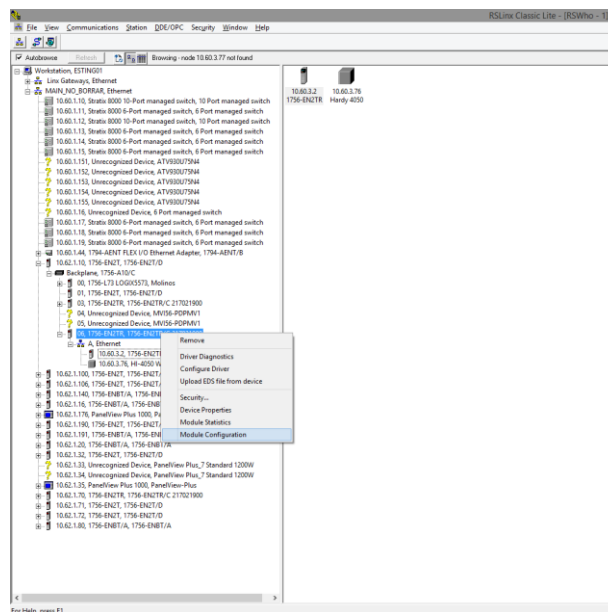 RSLinx Classic Lite - [RSWho - 1]
File View Communications Station DDE/OPC Security Window Help
Autobrowse Refresh Browsing - node 10.60.3.77 not found
Workstation, ESTING01
Linx Gateways, Ethernet
MAIN_NO_BORRAR, Ethernet
10.60.1.10, Stratix 8000 10-Port managed switch, 10 Port managed switch
10.60.1.11, Stratix 8000 6-Port managed switch, 6 Port managed switch
10.60.1.12, Stratix 8000 10-Port managed switch, 10 Port managed switch
10.60.1.13, Stratix 8000 6-Port managed switch, 6 Port managed switch
10.60.1.14, Stratix 8000 6-Port managed switch, 6 Port managed switch
10.60.1.15, Stratix 8000 6-Port managed switch, 6 Port managed switch
10.60.1.151, Unrecognized Device, ATV930U75N4
10.60.1.152, Unrecognized Device, ATV930U75N4
10.60.1.153, Unrecognized Device, ATV930U75N4
10.60.1.154, Unrecognized Device, ATV930U75N4
10.60.1.155, Unrecognized Device, ATV930U75N4
10.60.1.16, Unrecognized Device, 6 Port managed switch
10.60.1.17, Stratix 8000 6-Port managed switch, 6 Port managed switch
10.60.1.18, Stratix 8000 6-Port managed switch, 6 Port managed switch
10.60.1.19, Stratix 8000 6-Port managed switch, 6 Port managed switch
10.60.1.44, 1794-AENT FLEX I/O Ethernet Adapter, 1794-AENT/B
10.62.1.10, 1756-EN2T, 1756-EN2T/D
Backplane, 1756-A10/C
00, 1756-L73 LOGIX5573, Molinos
01, 1756-EN2T, 1756-EN2T/D
03, 1756-EN2TR, 1756-EN2TR/C 217021900
04, Unrecognized Device, MVI56-PDPMV1
05, Unrecognized Device, MVI56-PDPMV1
06, 1756-EN2TR, 1756-EN2TR/C
A, Ethernet
10.60.3.2, 1756-EN2TR
10.60.3.76, HI-4050 W
10.62.1.100, 1756-EN2T, 1756-EN2T/
10.62.1.106, 1756-EN2T, 1756-EN2T/
10.62.1.140, 1756-ENBT/A, 1756-ENB
10.62.1.16, 1756-ENBT/A, 1756-ENBT
10.62.1.176, PanelView Plus 1000, Pa
10.62.1.190, 1756-EN2T, 1756-EN2T/
10.62.1.191, 1756-ENBT/A, 1756-ENB
10.62.1.20, 1756-ENBT/A, 1756-ENBT/A
10.62.1.32, 1756-EN2T, 1756-EN2T/D
10.62.1.33, Unrecognized Device, PanelView Plus_7 Standard 1200W
10.62.1.34, Unrecognized Device, PanelView Plus_7 Standard 1200W
10.62.1.35, PanelView Plus 1000, PanelView-Plus
10.62.1.70, 1756-EN2TR, 1756-EN2TR/C 217021900
10.62.1.71, 1756-EN2T, 1756-EN2T/D
10.62.1.72, 1756-EN2T, 1756-EN2T/D
10.62.1.80, 1756-ENBT/A, 1756-ENBT/A
Remove
Driver Diagnostics
Configure Driver
Upload EDS file from device
Security...
Device Properties
Module Statistics
Module Configuration
10.60.3.2 10.60.3.76
1756-EN2TR Hardy 4050
For Help, press F1